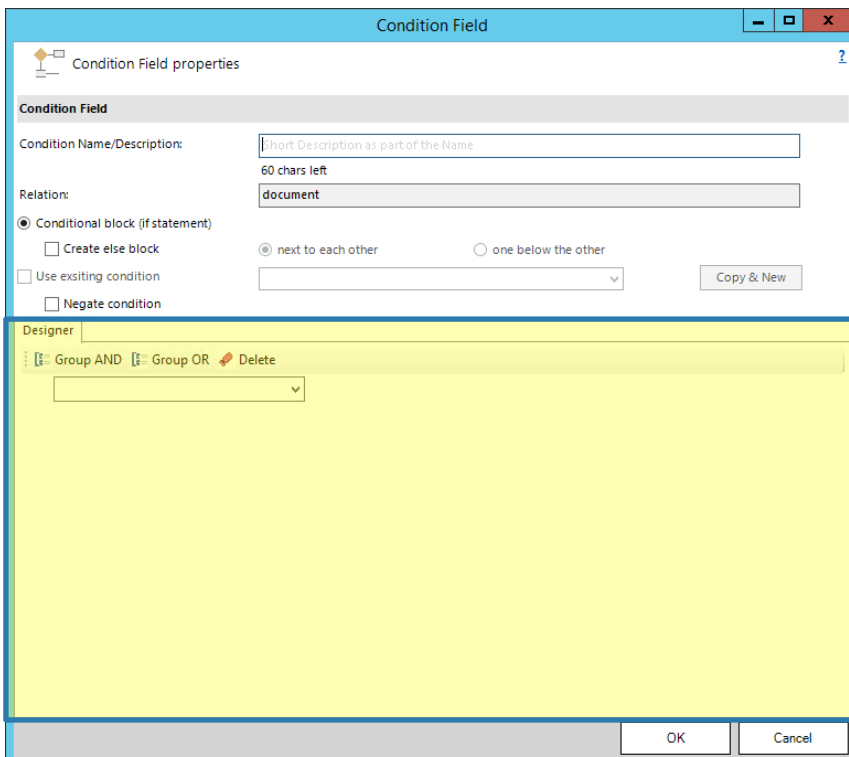 Condition Field
Condition Field properties
?
Condition Field
Condition Name/Description:
Short Description as part of the Name
60 chars left
Relation:
document
Conditional block (if statement)
Create else block
next to each other
one below the other
Use exsiting condition
Copy & New
Negate condition
Designer
Group AND Group OR Delete
OK
Cancel